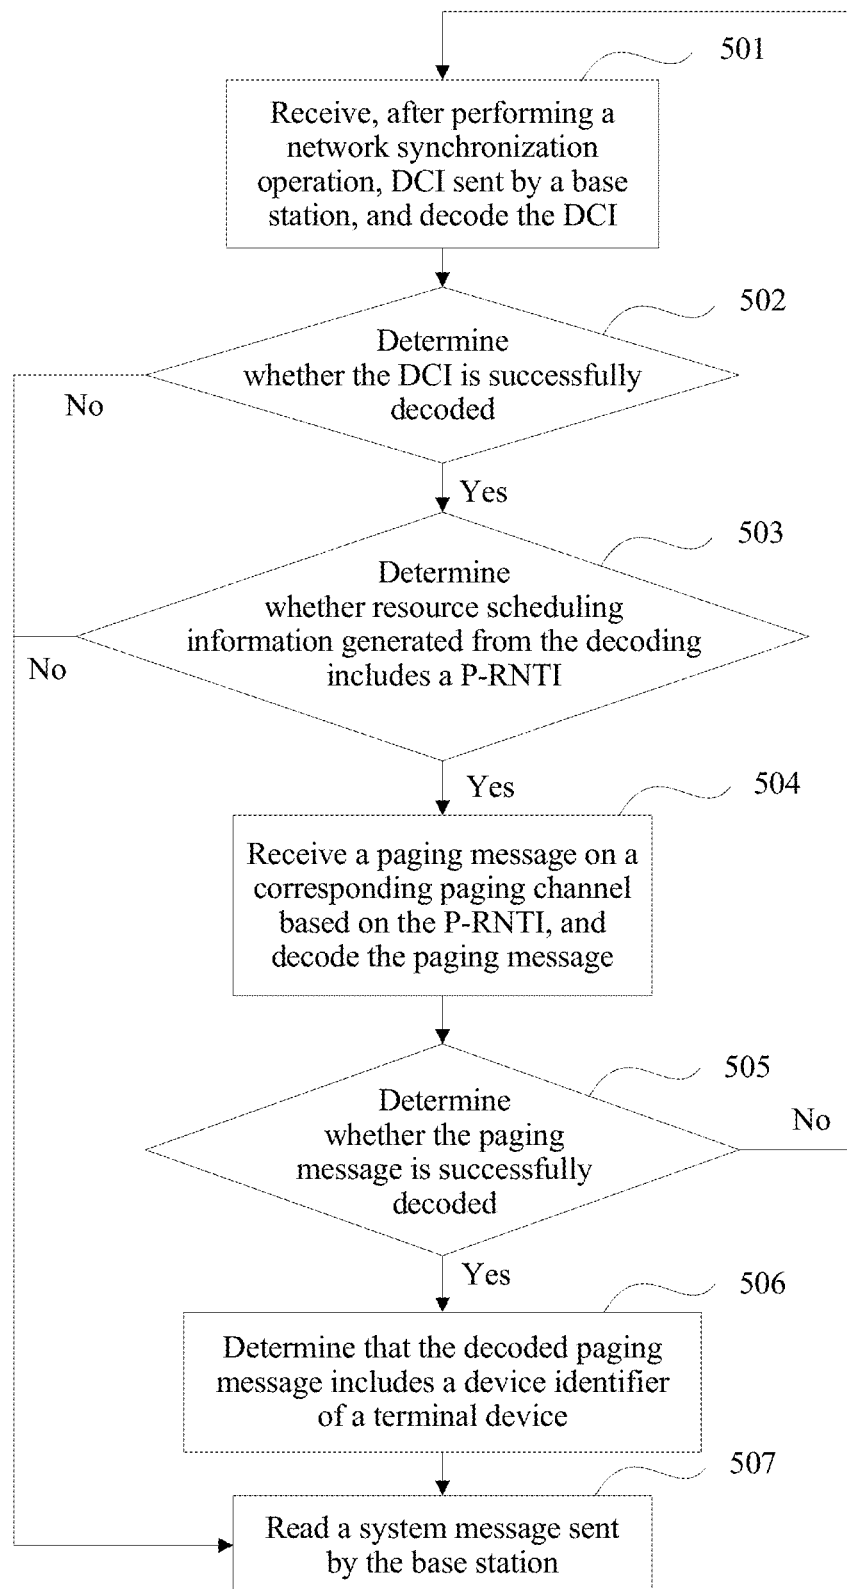 501
Receive, after performing a
network synchronization
operation, DCI sent by a base
station, and decode the DCI
502
Determine
whether the DCI is successfully
decoded
No
Yes
503
Determine
whether resource scheduling
information generated from the decoding
includes a P-RNTI
No
Yes
504
Receive a paging message on a
corresponding paging channel
based on the P-RNTI, and
decode the paging message
505
Determine
whether the paging
message is successfully
decoded
No
Yes
506
Determine that the decoded paging
message includes a device identifier
of a terminal device
507
Read a system message sent
by the base station